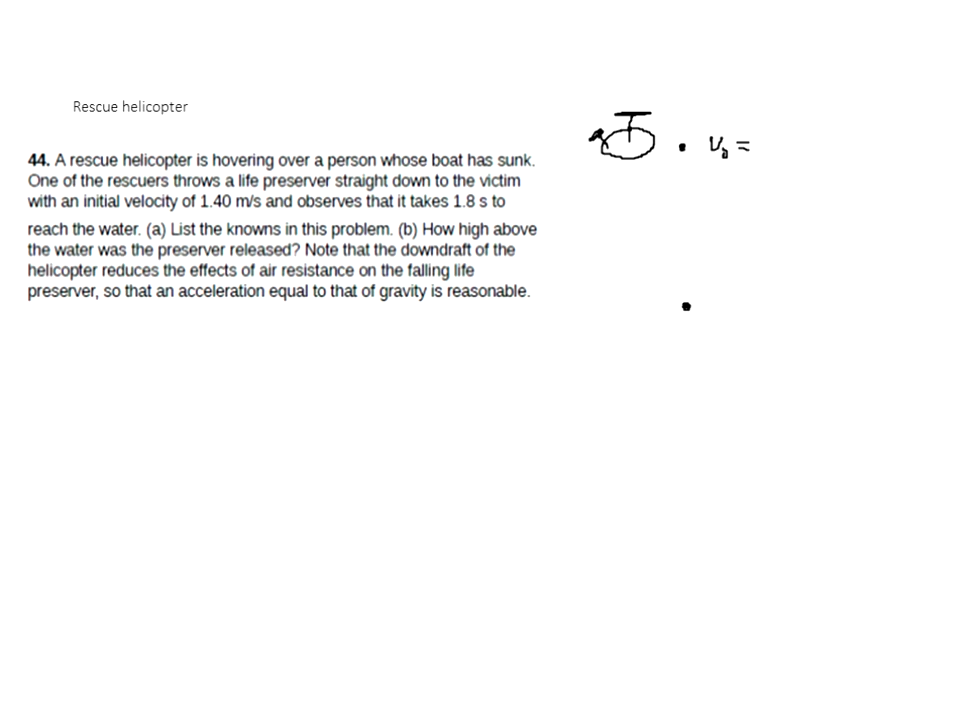 Rescue helicopter
V₀ =
44. A rescue helicopter is hovering over a person whose boat has sunk.
One of the rescuers throws a life preserver straight down to the victim
with an initial velocity of 1.40 m/s and observes that it takes 1.8 s to
reach the water. (a) List the knowns in this problem. (b) How high above
the water was the preserver released? Note that the downdraft of the
helicopter reduces the effects of air resistance on the falling life
preserver, so that an acceleration equal to that of gravity is reasonable.